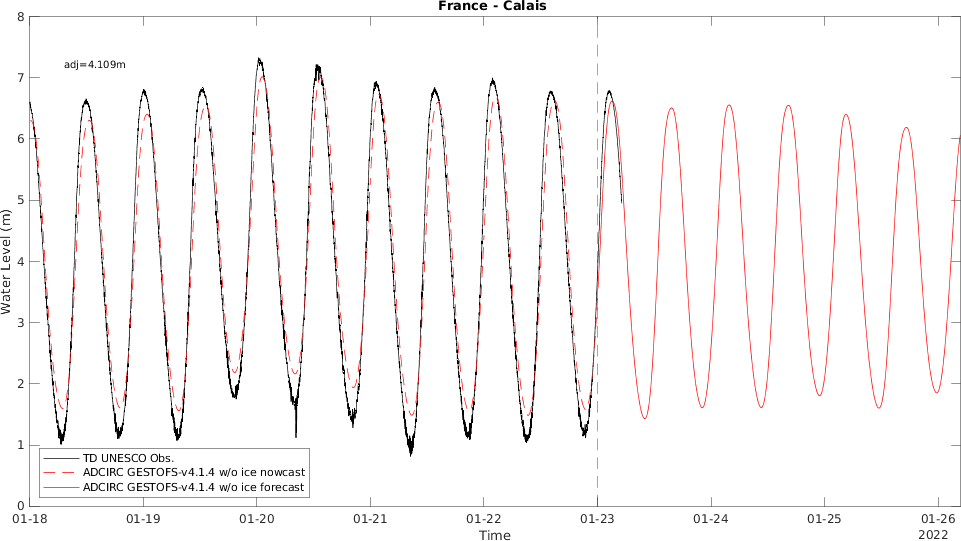 France - Calais
adj=4.109m
8
7
6
5
4
3
2
1
0
Water Level (m)
TD UNESCO Obs.
ADCIRC GESTOFS-v4.1.4 w/o ice nowcast
ADCIRC GESTOFS-v4.1.4 w/o ice forecast
01-18 01-19 01-20 01-21 01-22 01-23 01-24 01-25 01-26
2022
Time